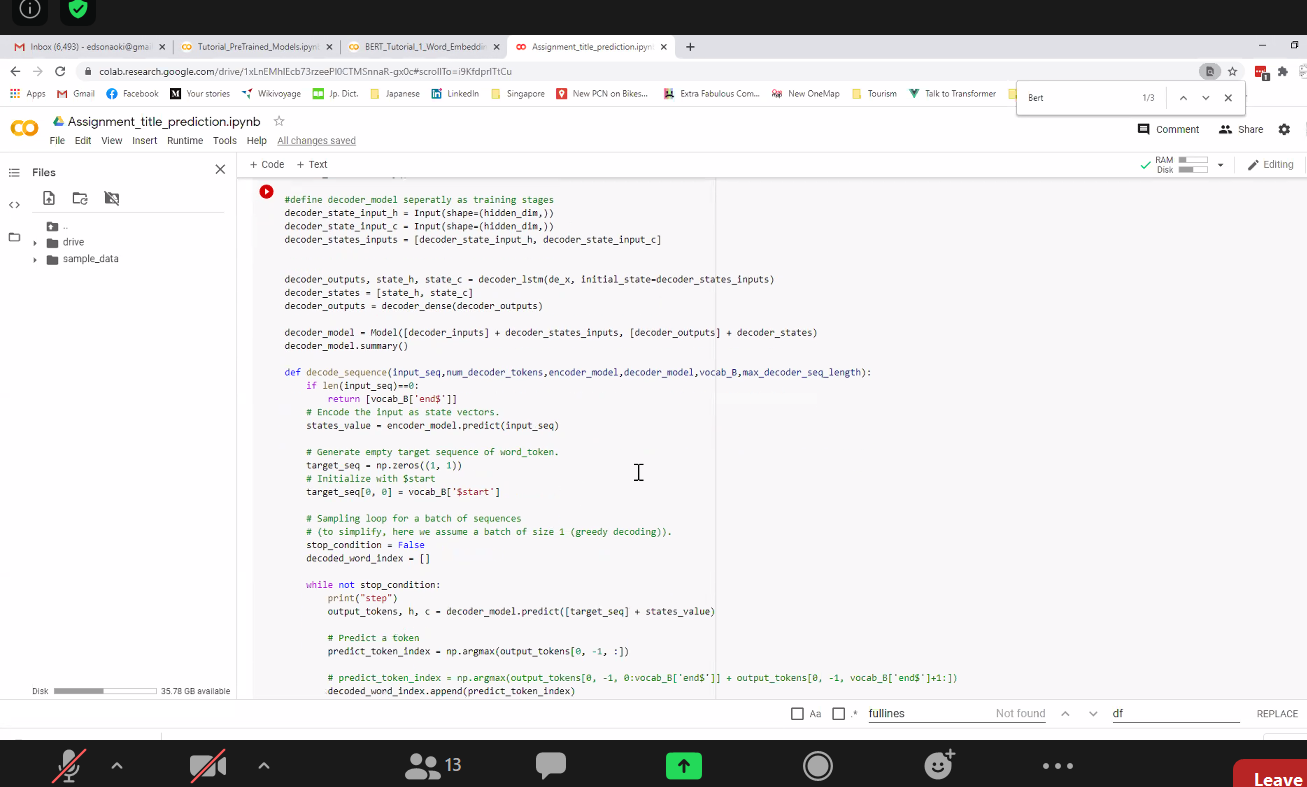 Inbox (6,493) - edsonaoki@gmai
Tutorial_PreTrained_Models.ipynb
BERT_Tutorial_1_Word_Embeddin
Assignment_title_prediction.ipyn
colab.research.google.com/drive/1xLnEMhIEcb73rzeePI0CTMSnnaR-gx0c#scrollTo=i9KfdprITtCu
Apps Gmail Facebook Your stories Wikivoyage Jp. Dict. Japanese LinkedIn Singapore New PCN on Bikes... Extra Fabulous Com... New OneMap Tourism Talk to Transformer
Bert 1/3
Assignment_title_prediction.ipynb
Comment Share
File Edit View Insert Runtime Tools Help All changes saved
Files
+ Code + Text
RAM
Disk
Editing
..
drive
sample_data
#define decoder_model seperatly as training stages
decoder_state_input_h = Input(shape=(hidden_dim,))
decoder_state_input_c = Input(shape=(hidden_dim,))
decoder_states_inputs = [decoder_state_input_h, decoder_state_input_c]
decoder_outputs, state_h, state_c = decoder_lstm(de_x, initial_state=decoder_states_inputs)
decoder_states = [state_h, state_c]
decoder_outputs = decoder_dense(decoder_outputs)
decoder_model = Model([decoder_inputs] + decoder_states_inputs, [decoder_outputs] + decoder_states)
decoder_model.summary()
def decode_sequence(input_seq,num_decoder_tokens,encoder_model,decoder_model,vocab_B,max_decoder_seq_length):
if len(input_seq)==0:
return [vocab_B['end$']]
# Encode the input as state vectors.
states_value = encoder_model.predict(input_seq)
# Generate empty target sequence of word_token.
target_seq = np.zeros((1, 1))
# Initialize with $start
target_seq[0, 0] = vocab_B['$start']
# Sampling loop for a batch of sequences
# (to simplify, here we assume a batch of size 1 (greedy decoding)).
stop_condition = False
decoded_word_index = []
while not stop_condition:
print("step")
output_tokens, h, c = decoder_model.predict([target_seq] + states_value)
# Predict a token
predict_token_index = np.argmax(output_tokens[0, -1, :])
# predict_token_index = np.argmax(output_tokens[0, -1, 0:vocab_B['end$']] + output_tokens[0, -1, vocab_B['end$']+1:])
decoded_word_index.append(predict_token_index)
Disk 35.78 GB available
Aa .* fullines Not found df REPLACE
13
Leave